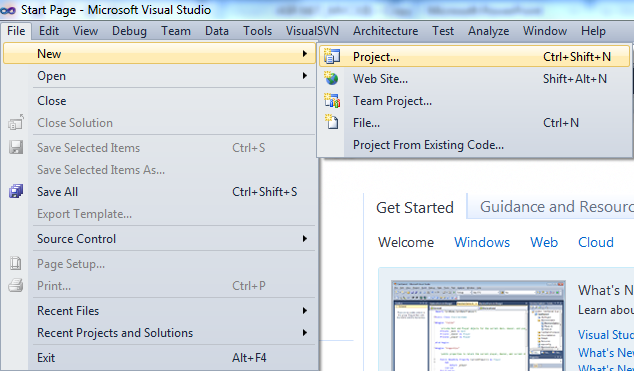 Start Page - Microsoft Visual Studio
File Edit View Debug Team Data Tools VisualSVN Architecture Test Analyze Window Help
New
Project... Ctrl+Shift+N
Open
Web Site... Shift+Alt+N
Close
Team Project...
Close Solution
File... Ctrl+N
Save Selected Items Ctrl+S
Project From Existing Code...
Save Selected Items As...
Save All Ctrl+Shift+S
Export Template...
Get Started Guidance and Resourc
Source Control
Welcome Windows Web Cloud
Page Setup...
Print... Ctrl+P
What's N
Recent Files
Learn about
Recent Projects and Solutions
Visual Studio
What's New
Exit Alt+F4
What's New